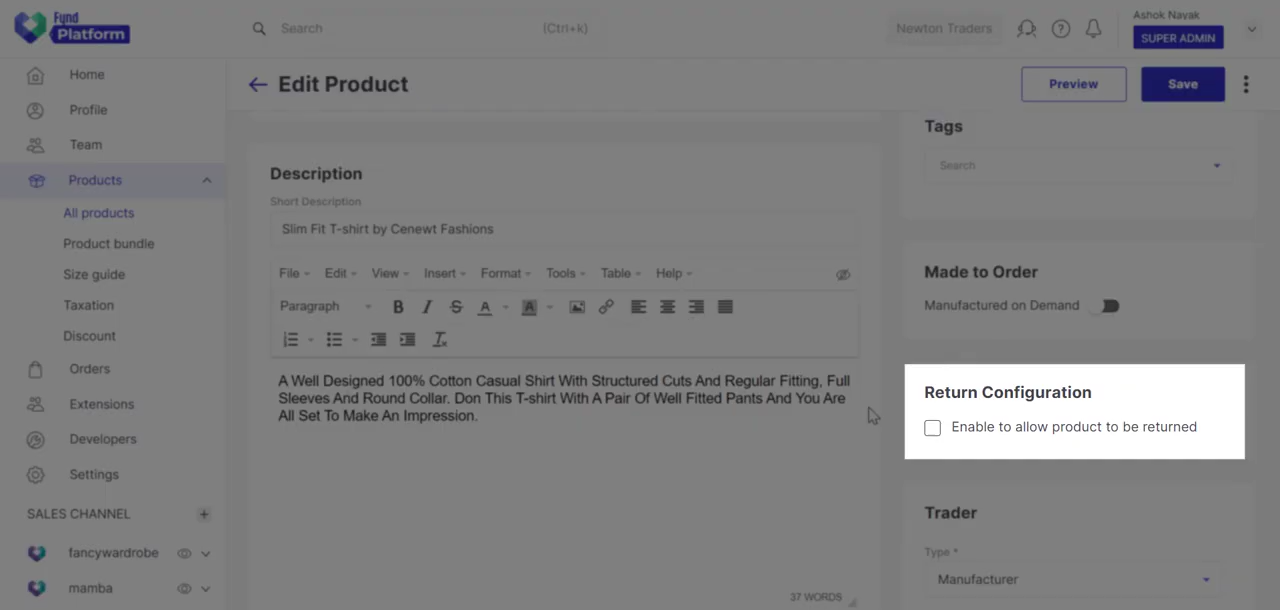 Fynd
Platform
Search
(Ctrl+k)
Newton Traders
Ashok Nayak
SUPER ADMIN
Home
Profile
Team
Products
All products
Product bundle
Size guide
Taxation
Discount
Orders
Extensions
Developers
Settings
SALES CHANNEL
fancywardrobe
mamba
Edit Product
Preview
Save
Description
Short Description
Slim Fit T-shirt by Cenewt Fashions
File Edit View Insert Format Tools Table Help
Paragraph
A Well Designed 100% Cotton Casual Shirt With Structured Cuts And Regular Fitting, Full
Sleeves And Round Collar. Don This T-shirt With A Pair Of Well Fitted Pants And You Are
All Set To Make An Impression.
37 WORDS
Tags
Search
Made to Order
Manufactured on Demand
Return Configuration
Enable to allow product to be returned
Trader
Type *
Manufacturer